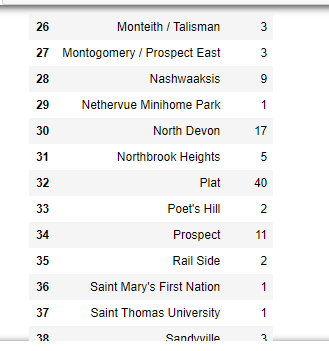 26 Monteith / Talisman 3
27 Montogomery / Prospect East 3
28 Nashwaaksis 9
29 Nethervue Minihome Park 1
30 North Devon 17
31 Northbrook Heights 5
32 Plat 40
33 Poet's Hill 2
34 Prospect 11
35 Rail Side 2
36 Saint Mary's First Nation 1
37 Saint Thomas University 1
38 Sandyville 3